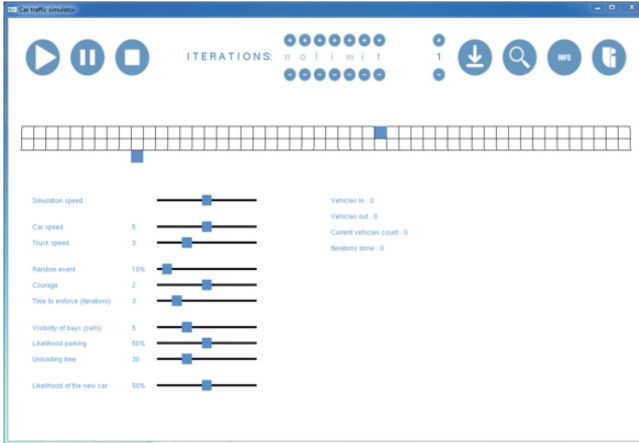 Car traffic simulator
ITERATIONS: nolimit 1
INFO
Simulation speed
Car speed 5
Truck speed 3
Random event 10%
Courage 2
Time to enforce (iterations) 3
Visibility of bays (cells) 5
Likelihood parking 50%
Unloading time 30
Likelihood of the new car 50%
Vehicles in : 0
Vehicles out : 0
Current vehicles count : 0
Iterations done : 0